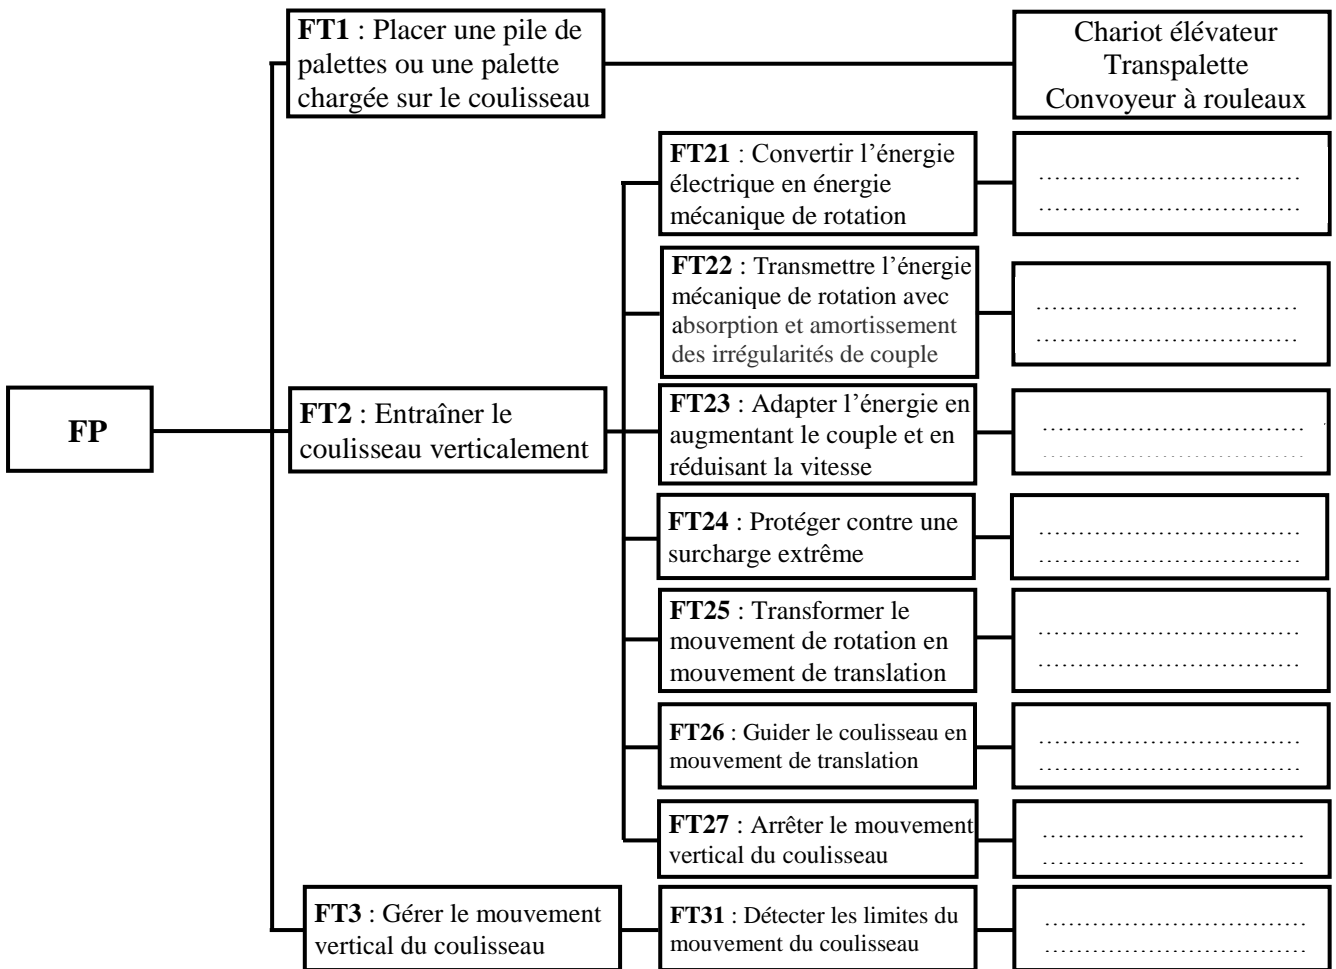 FT1 : Placer une pile de
palettes ou une palette
chargée sur le coulisseau
Chariot élévateur
Transpalette
Convoyeur à rouleaux
FT21 : Convertir l’énergie
électrique en énergie
mécanique de rotation
……………………………
……………………………
FT22 : Transmettre l’énergie
mécanique de rotation avec
absorption et amortissement
des irrégularités de couple
……………………………
……………………………
FP
FT2 : Entraîner le
coulisseau verticalement
FT23 : Adapter l’énergie en
augmentant le couple et en
réduisant la vitesse
……………………………
……………………………
FT24 : Protéger contre une
surcharge extrême
……………………………
……………………………
FT25 : Transformer le
mouvement de rotation en
mouvement de translation
……………………………
……………………………
FT26 : Guider le coulisseau en
mouvement de translation
……………………………
……………………………
FT27 : Arrêter le mouvement
vertical du coulisseau
……………………………
……………………………
FT3 : Gérer le mouvement
vertical du coulisseau
FT31 : Détecter les limites du
mouvement du coulisseau
……………………………
……………………………